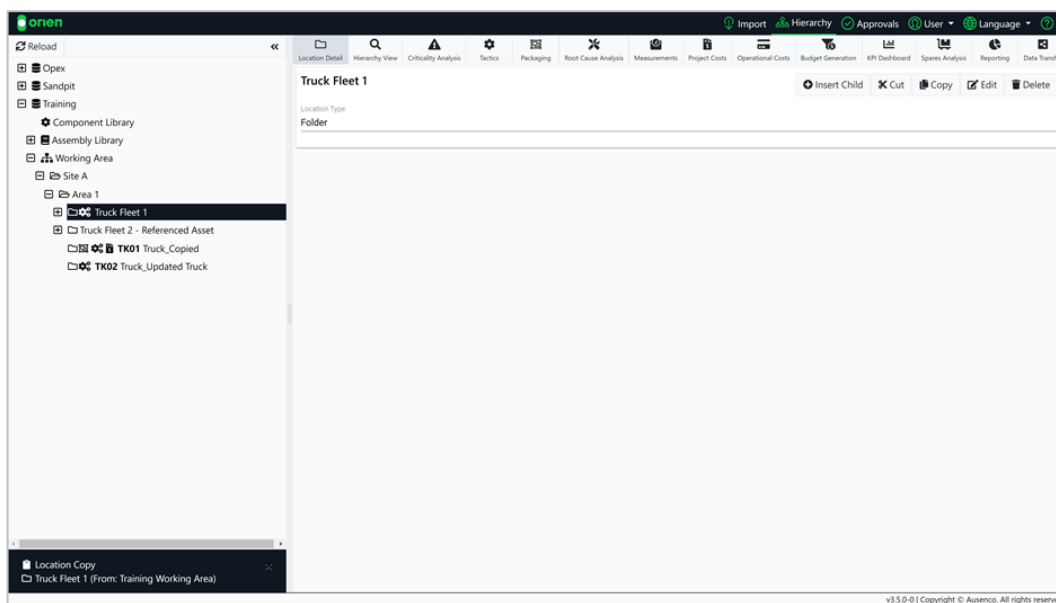 orien
Import Hierarchy Approvals User Language
Reload
Location Detail Hierarchy View Criticality Analysis Tactics Packaging Root Cause Analysis Measurements Project Costs Operational Costs Budget Generation KPI Dashboard Spares Analysis Reporting Data Transf
Opex
Sandpit
Training
Component Library
Assembly Library
Working Area
Site A
Area 1
Truck Fleet 1
Truck Fleet 2 - Referenced Asset
TK01 Truck_Copied
TK02 Truck_Updated Truck
Truck Fleet 1
Insert Child Cut Copy Edit Delete
Location Type
Folder
Location Copy
Truck Fleet 1 (From: Training Working Area)
v3.5.0-0 | Copyright © Ausenco. All rights reserve